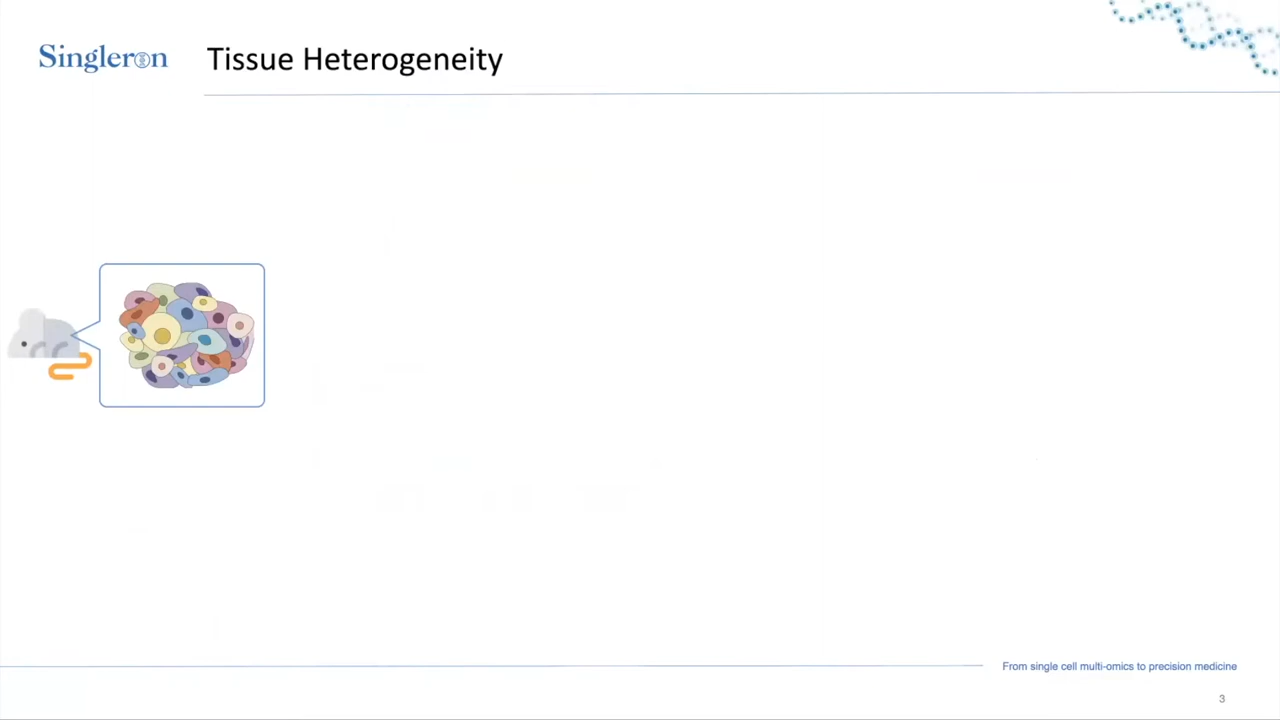 Singleron
Tissue Heterogeneity
From single cell multi-omics to precision medicine
3